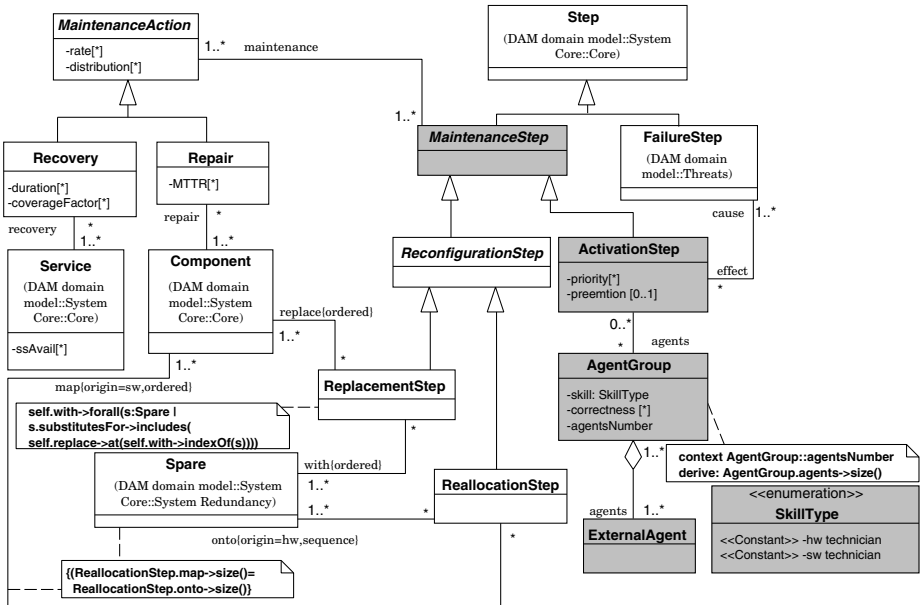 MaintenanceAction
-rate[*]
-distribution[*]
1..*
maintenance
1..*
Step
(DAM domain model::System
Core::Core)
MaintenanceStep
FailureStep
(DAM domain
model::Threats)
Recovery
-duration[*]
-coverageFactor[*]
Repair
-MTTR[*]
recovery
*
1..*
repair
*
1..*
cause
1..*
effect
*
Service
(DAM domain
model::System
Core::Core)
-ssAvail[*]
Component
(DAM domain
model::System
Core::Core)
ReconfigurationStep
ActivationStep
-priority[*]
-preemtion [0..1]
replace{ordered}
1..*
*
0..*
*
agents
1..*
map{origin=sw,ordered}
ReplacementStep
AgentGroup
-skill: SkillType
-correctness [*]
-agentsNumber
self.with->forall(s:Spare |
s.substitutesFor->includes(
self.replace->at(self.with->indexOf(s))))
*
with{ordered}
1..*
Spare
(DAM domain model::System
Core::System Redundancy)
1..*
*
onto{origin=hw,sequence}
ReallocationStep
*
1..*
agents
1..*
ExternalAgent
context AgentGroup::agentsNumber
derive: AgentGroup.agents->size()
<<enumeration>>
SkillType
<<Constant>> -hw technician
<<Constant>> -sw technician
{(ReallocationStep.map->size()=
ReallocationStep.onto->size()}